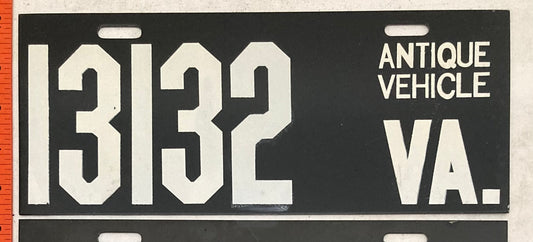 13132
ANTIQUE
VEHICLE
VA.